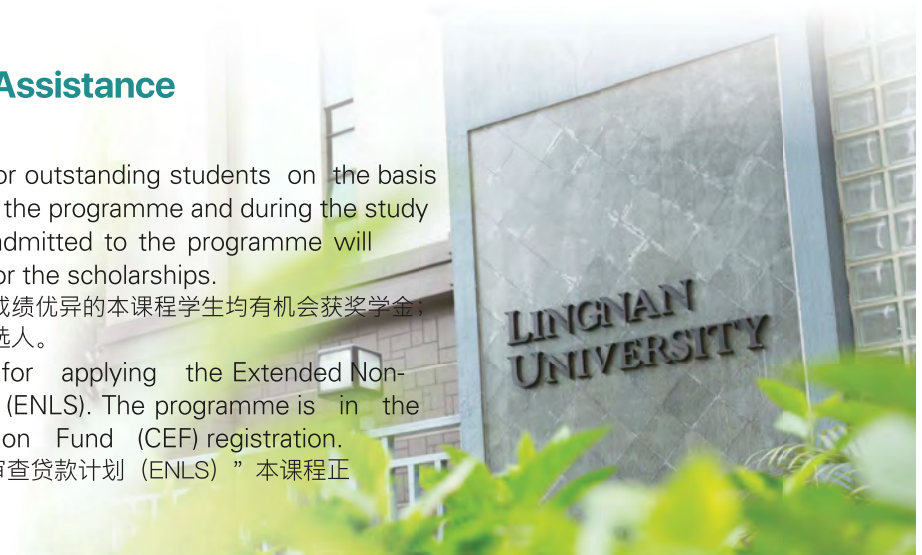 Assistance
or outstanding students on the basis
the programme and during the study
admitted to the programme will
or the scholarships.
成绩优异的本课程学生均有机会获奖学金；
选人。
for applying the Extended Non-
(ENLS). The programme is in the
on Fund (CEF) registration.
审查贷款计划（ENLS）”本课程正
LINGNAN
UNIVERSITY